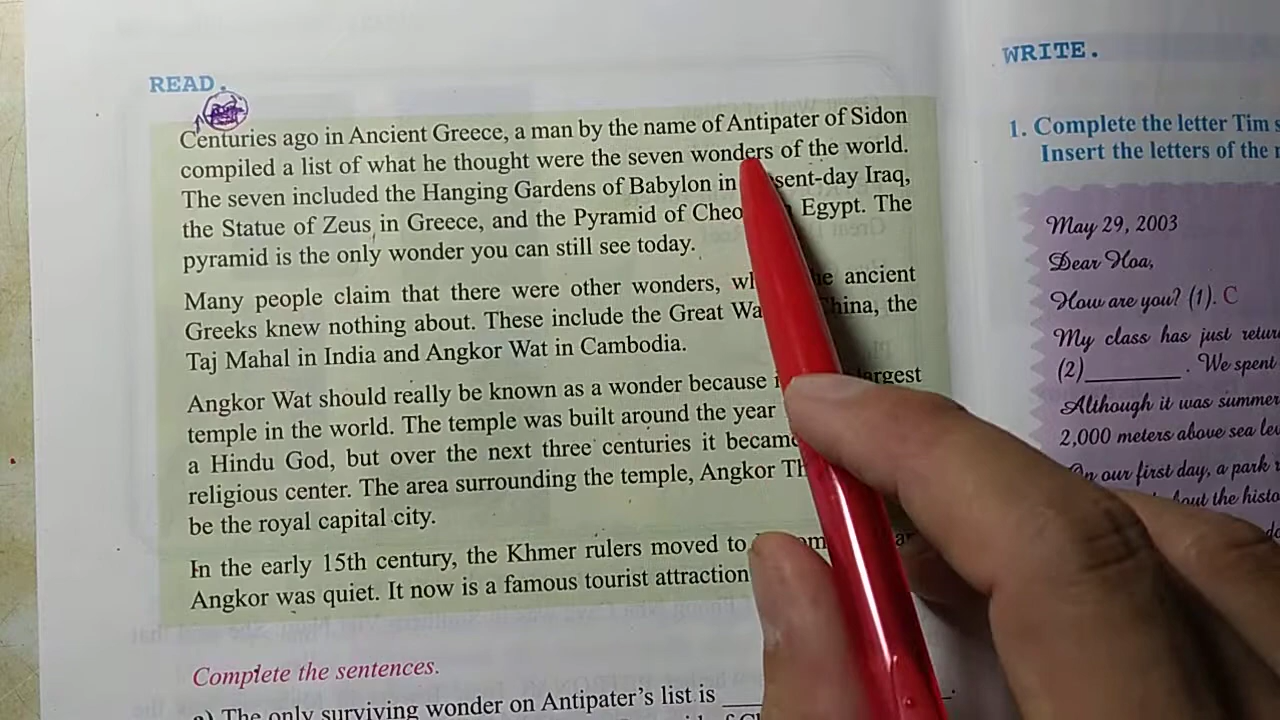 READ.
Centuries ago in Ancient Greece, a man by the name of Antipater of Sidon
compiled a list of what he thought were the seven wonders of the world.
The seven included the Hanging Gardens of Babylon in sent-day Iraq,
the Statue of Zeus in Greece, and the Pyramid of Cheo Egypt. The
pyramid is the only wonder you can still see today.
Many people claim that there were other wonders, ancient
Greeks knew nothing about. These include the Great China, the
Taj Mahal in India and Angkor Wat in Cambodia.
Angkor Wat should really be known as a wonder because largest
temple in the world. The temple was built around the year
a Hindu God, but over the next three centuries it became
religious center. The area surrounding the temple, Angkor
be the royal capital city.
In the early 15th century, the Khmer rulers moved to
Angkor was quiet. It now is a famous tourist attraction
Complete the sentences.
a) The only surviving wonder on Antipater's list is ________.
WRITE.
1. Complete the letter Tim s
Insert the letters of the
May 29, 2003
Dear Hoa,
How are you? (1). C
My class has just retur
(2)________. We spent
Although it was summer
2,000 meters above sea le
On our first day, a park
about the histo